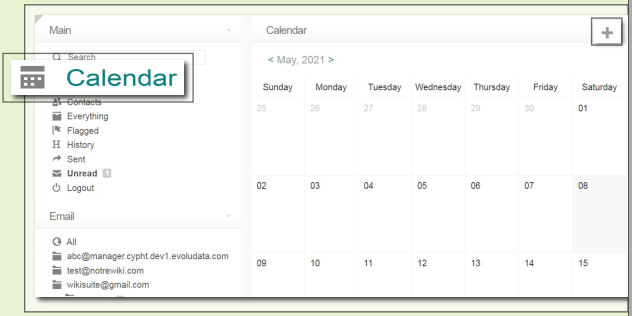 Main
Search
Calendar
Contacts
Everything
Flagged
History
Sent
Unread 1
Logout
Email
All
abc@manager.cypht.dev1.evoludata.com
test@notrewiki.com
wikisuite@gmail.com
Calendar
+
< May, 2021 >
Sunday Monday Tuesday Wednesday Thursday Friday Saturday
25 26 27 28 29 30 01
02 03 04 05 06 07 08
09 10 11 12 13 14 15